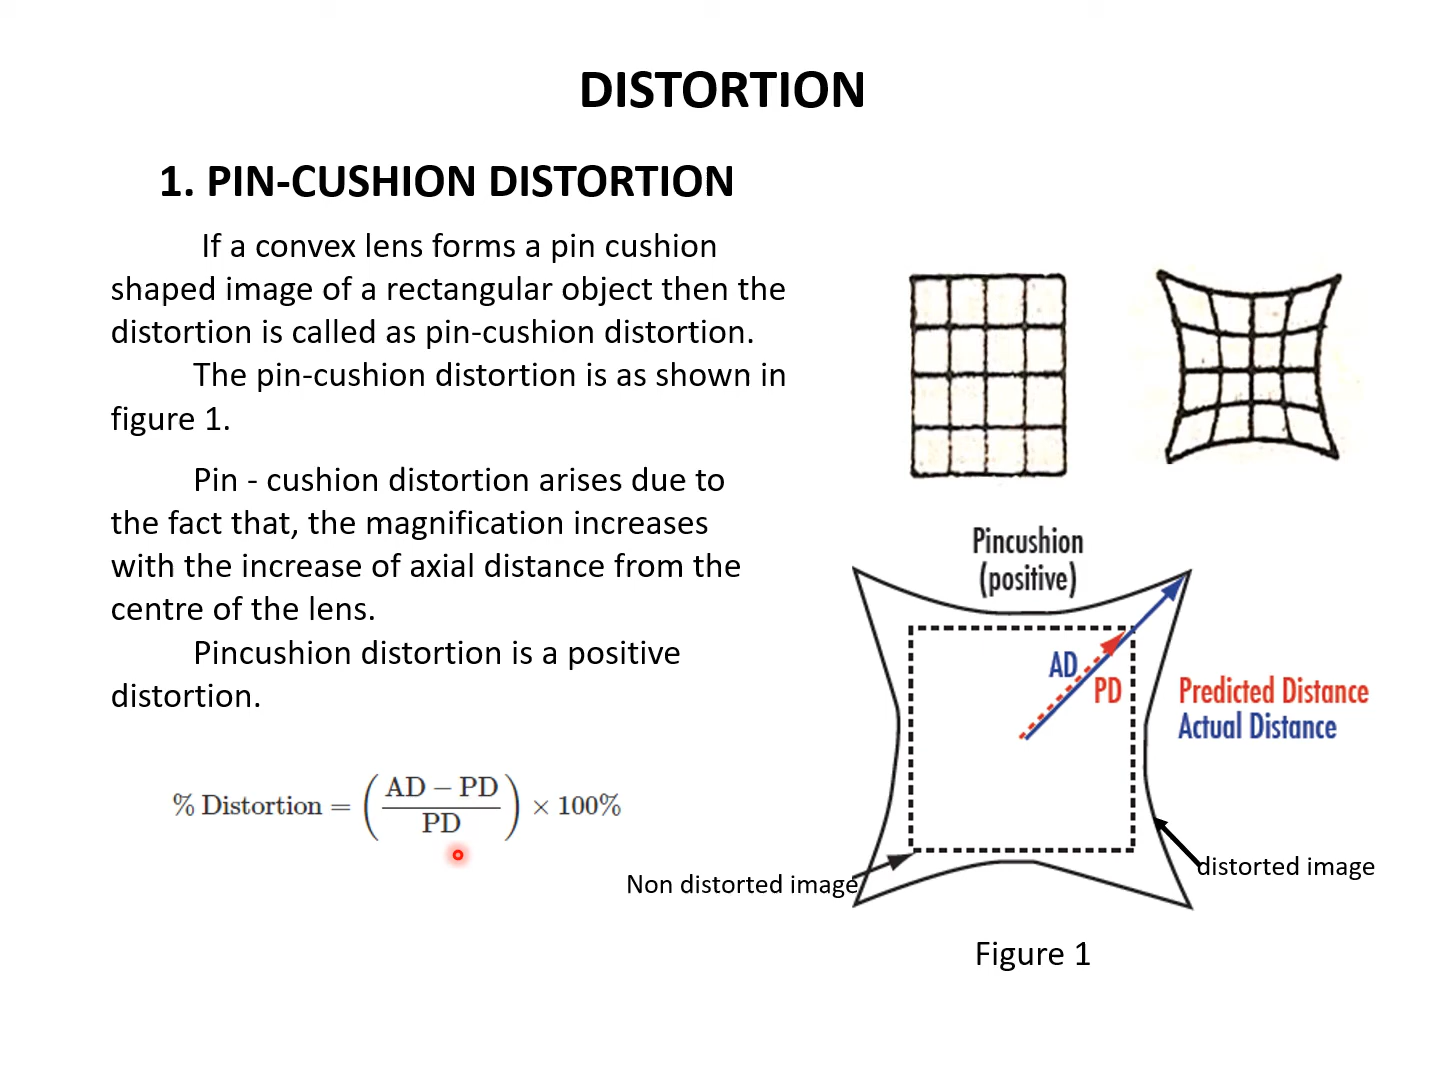 DISTORTION
1. PIN-CUSHION DISTORTION
If a convex lens forms a pin cushion
shaped image of a rectangular object then the
distortion is called as pin-cushion distortion.
The pin-cushion distortion is as shown in
figure 1.
Pin - cushion distortion arises due to
the fact that, the magnification increases
with the increase of axial distance from the
centre of the lens.
Pincushion distortion is a positive
distortion.
% Distortion = ( AD − PD / PD ) × 100%
Pincushion
(positive)
AD
PD
Predicted Distance
Actual Distance
Non distorted image
distorted image
Figure 1